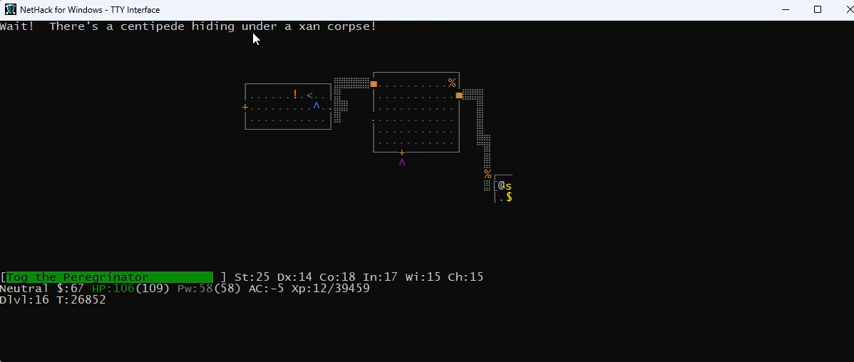 NetHack for Windows - TTY Interface
Wait!  There's a centipede hiding under a xan corpse!
[Tog the Peregrinator          ] St:25 Dx:14 Co:18 In:17 Wi:15 Ch:15
Neutral $:67 HP:106(109) Pw:58(58) AC:-5 Xp:12/39459
Dlvl:16 T:26852